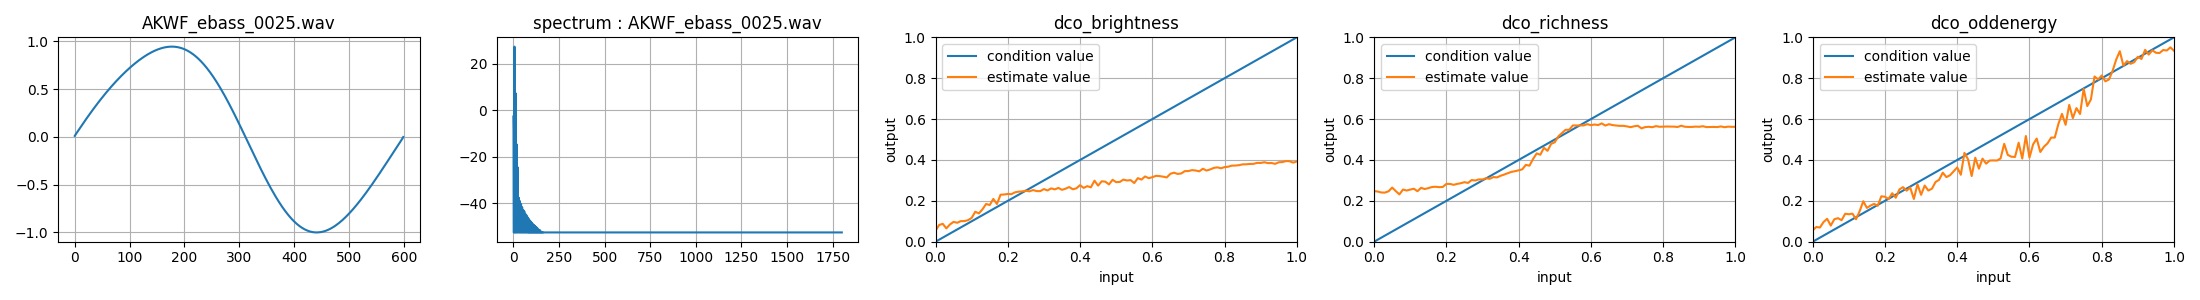 AKWF_ebass_0025.wav
1.0
0.5
0.0
−0.5
−1.0
0 100 200 300 400 500 600
spectrum : AKWF_ebass_0025.wav
20
0
−20
−40
0 250 500 750 1000 1250 1500 1750
dco_brightness
condition value
estimate value
output
1.0
0.8
0.6
0.4
0.2
0.0
0.0 0.2 0.4 0.6 0.8 1.0
input
dco_richness
condition value
estimate value
output
1.0
0.8
0.6
0.4
0.2
0.0
0.0 0.2 0.4 0.6 0.8 1.0
input
dco_oddenergy
condition value
estimate value
output
1.0
0.8
0.6
0.4
0.2
0.0
0.0 0.2 0.4 0.6 0.8 1.0
input